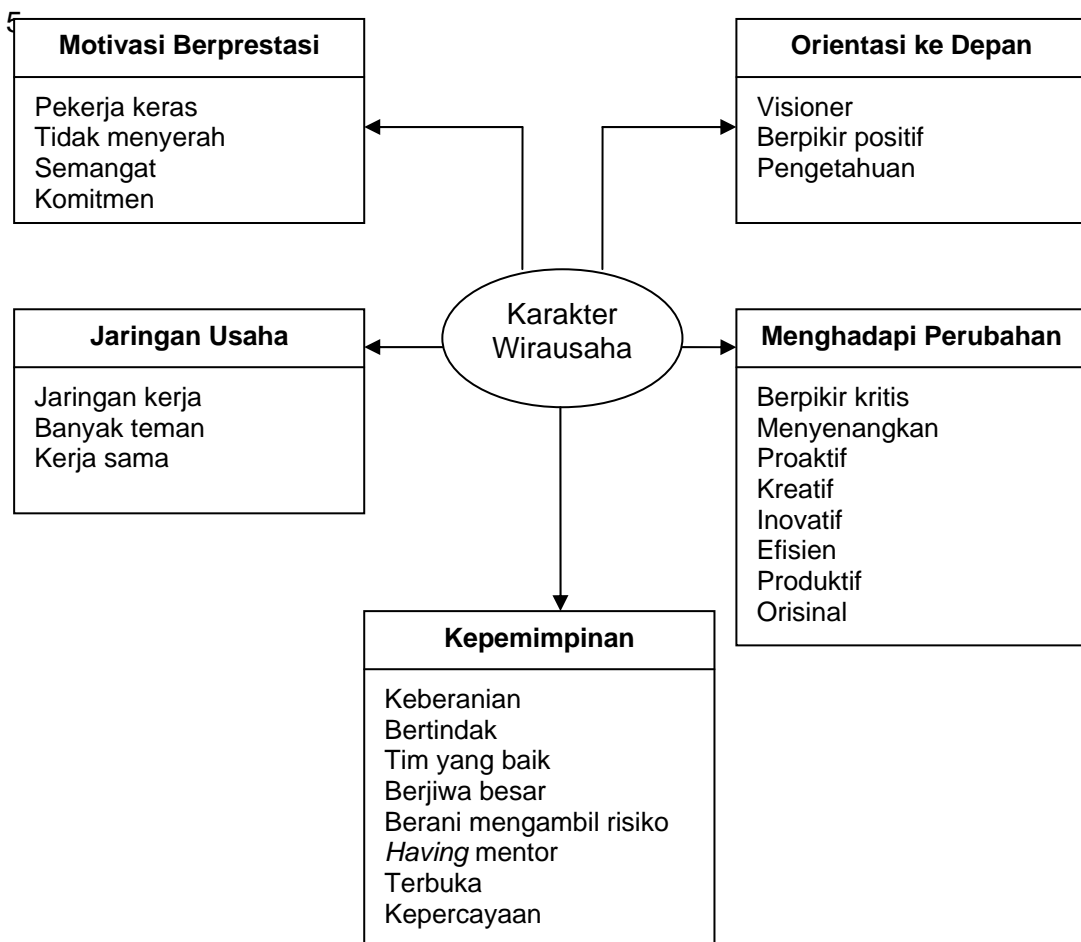 5
Motivasi Berprestasi
Pekerja keras
Tidak menyerah
Semangat
Komitmen
Orientasi ke Depan
Visioner
Berpikir positif
Pengetahuan
Karakter
Wirausaha
Jaringan Usaha
Jaringan kerja
Banyak teman
Kerja sama
Menghadapi Perubahan
Berpikir kritis
Menyenangkan
Proaktif
Kreatif
Inovatif
Efisien
Produktif
Orisinal
Kepemimpinan
Keberanian
Bertindak
Tim yang baik
Berjiwa besar
Berani mengambil risiko
Having mentor
Terbuka
Kepercayaan